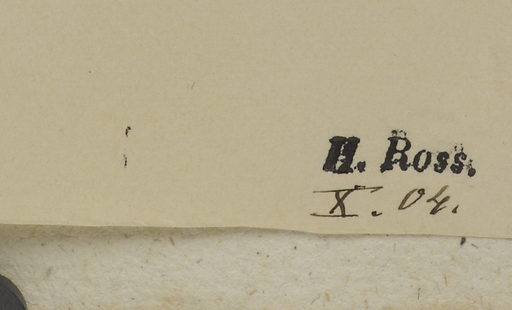 H. Ross.
X. 04.